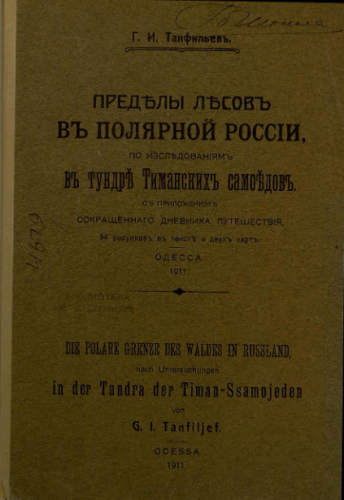 Г. И. Танфильевъ.
ПРЕДѢЛЫ ЛѢСОВЪ
ВЪ ПОЛЯРНОЙ РОССІИ,
ПО ИЗСЛѢДОВАНІЯМЪ
ВЪ ТУНДРѢ Тиманскихъ самоѣдовъ.
СЪ ПРИЛОЖЕНІЕМЪ
СОКРАЩЕННАГО ДНЕВНИКА ПУТЕШЕСТВІЯ,
34 рисунковъ въ текстѣ и двухъ картъ.
ОДЕССА
1911.
41629
DIE POLARE GRENZE DES WALDES IN RUSSLAND,
nach Untersuchungen
in der Tundra der Timan-Ssamojeden
von
G. I. Tanfiljef.
ODESSA
1911.